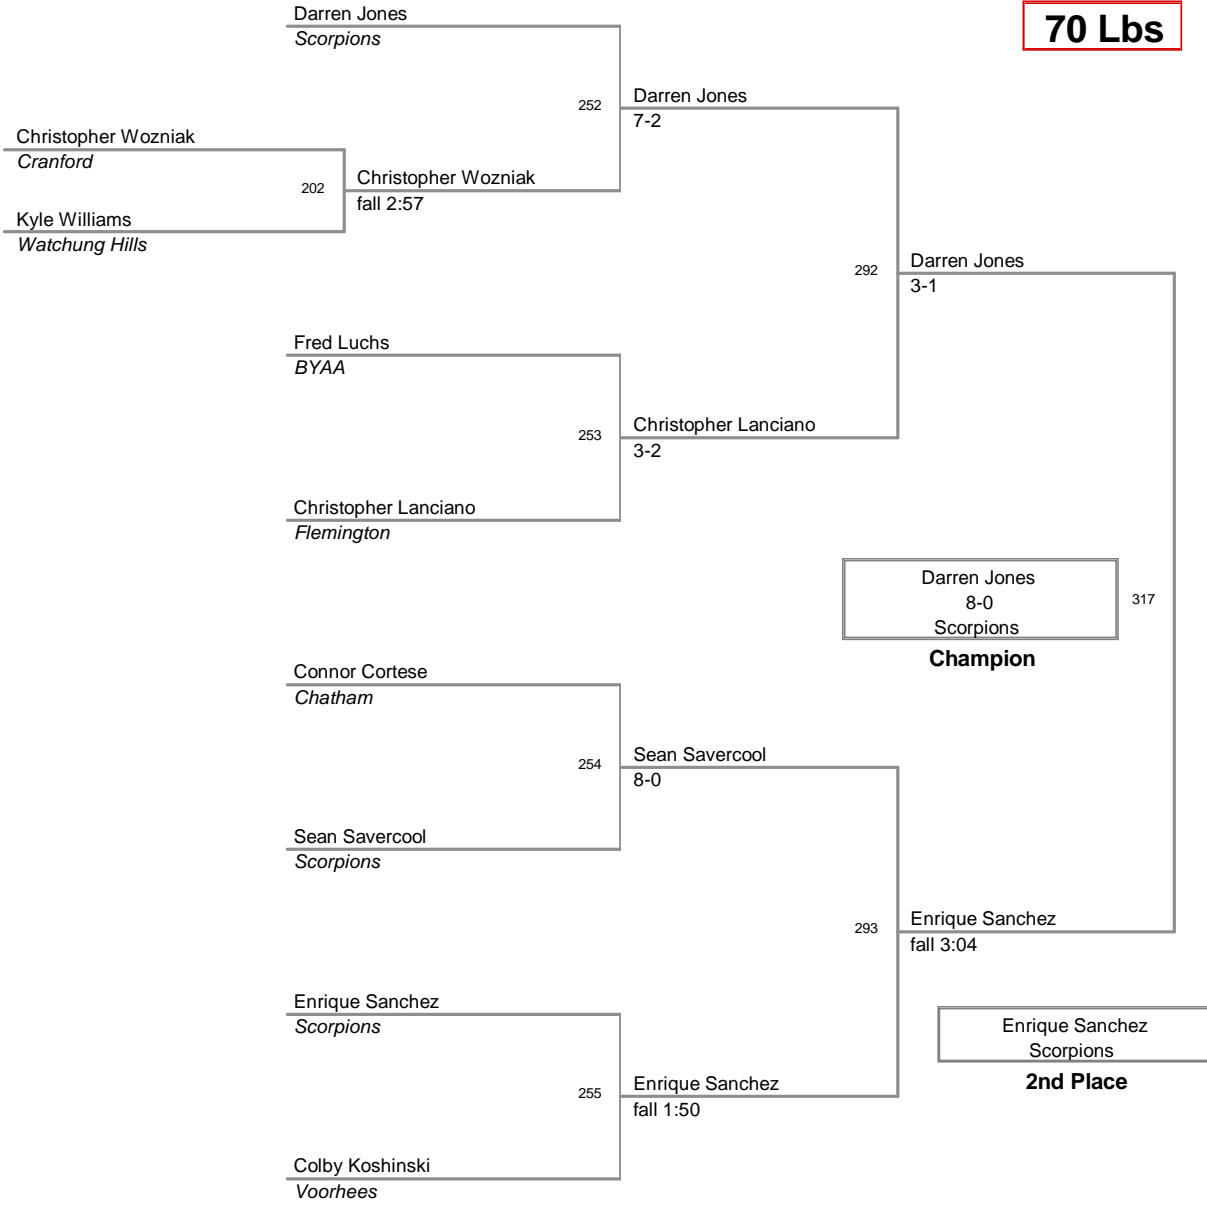 Darren Jones
Scorpions
70 Lbs
252
Darren Jones
7-2
Christopher Wozniak
Cranford
202
Christopher Wozniak
fall 2:57
Kyle Williams
Watchung Hills
292
Darren Jones
3-1
Fred Luchs
BYAA
253
Christopher Lanciano
3-2
Christopher Lanciano
Flemington
Darren Jones
8-0
Scorpions
317
Champion
Connor Cortese
Chatham
254
Sean Savercool
8-0
Sean Savercool
Scorpions
293
Enrique Sanchez
fall 3:04
Enrique Sanchez
Scorpions
Enrique Sanchez
Scorpions
2nd Place
255
Enrique Sanchez
fall 1:50
Colby Koshinski
Voorhees